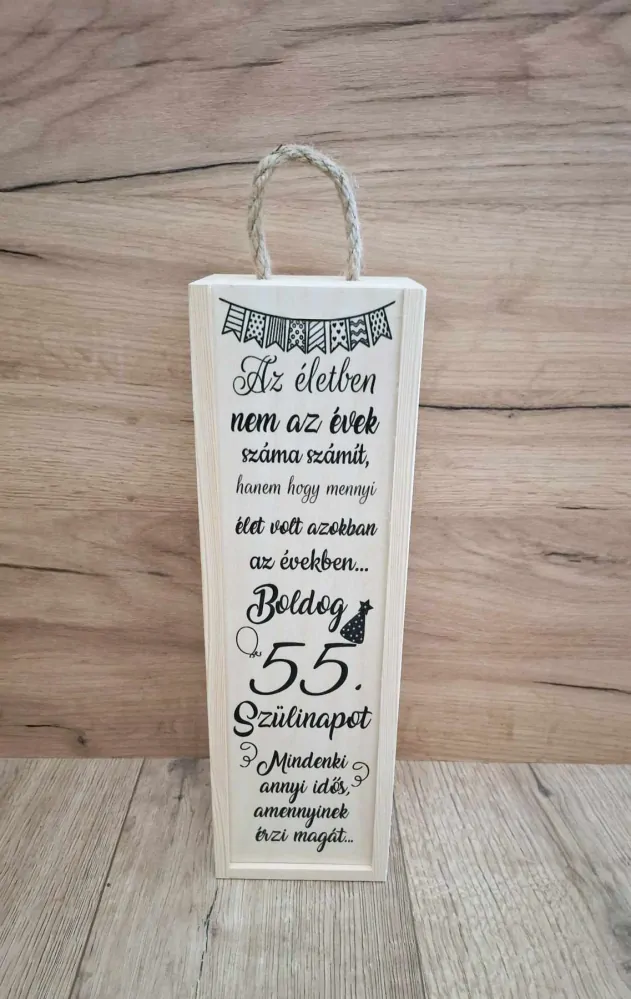 Az életben
nem az évek
száma számít,
hanem hogy mennyi
élet volt azokban
az években...
Boldog
55.
Szülinapot
Mindenki
annyi idős,
amennyinek
érzi magát...